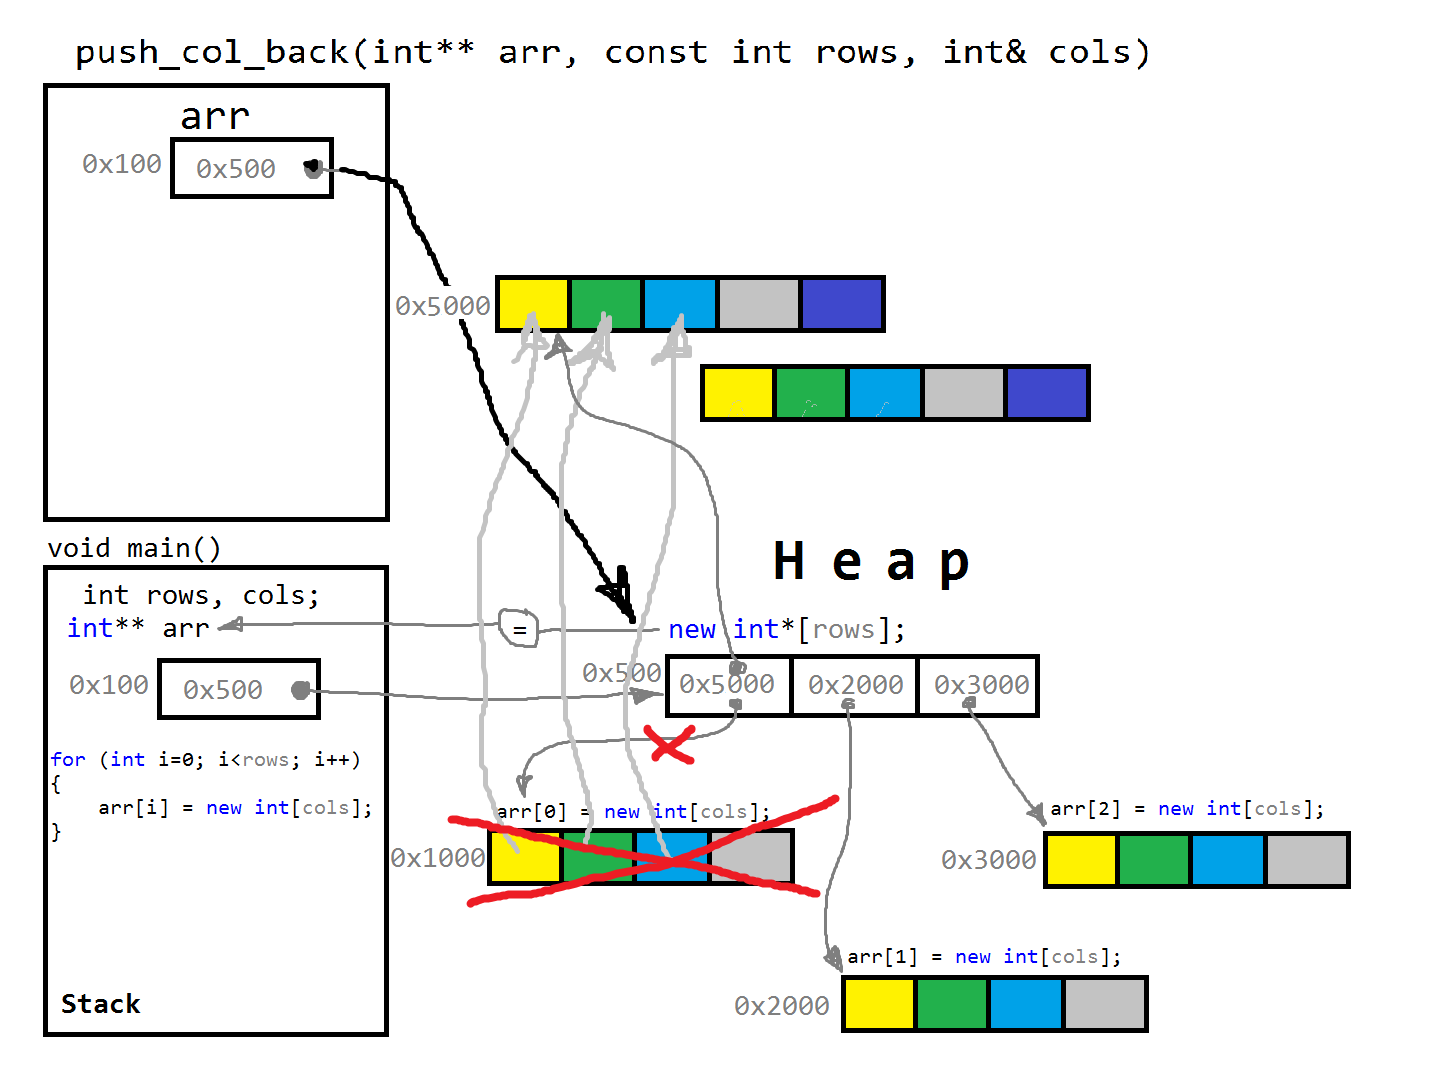 push_col_back(int** arr, const int rows, int& cols)
arr
0x100
0x500
0x5000
void main()
Heap
int rows, cols;
int** arr
=
new int*[rows];
0x100
0x500
0x500
0x5000
0x2000
0x3000
for (int i=0; i<rows; i++)
{
arr[i] = new int[cols];
}
arr[0] = new int[cols];
0x1000
arr[2] = new int[cols];
0x3000
arr[1] = new int[cols];
0x2000
Stack